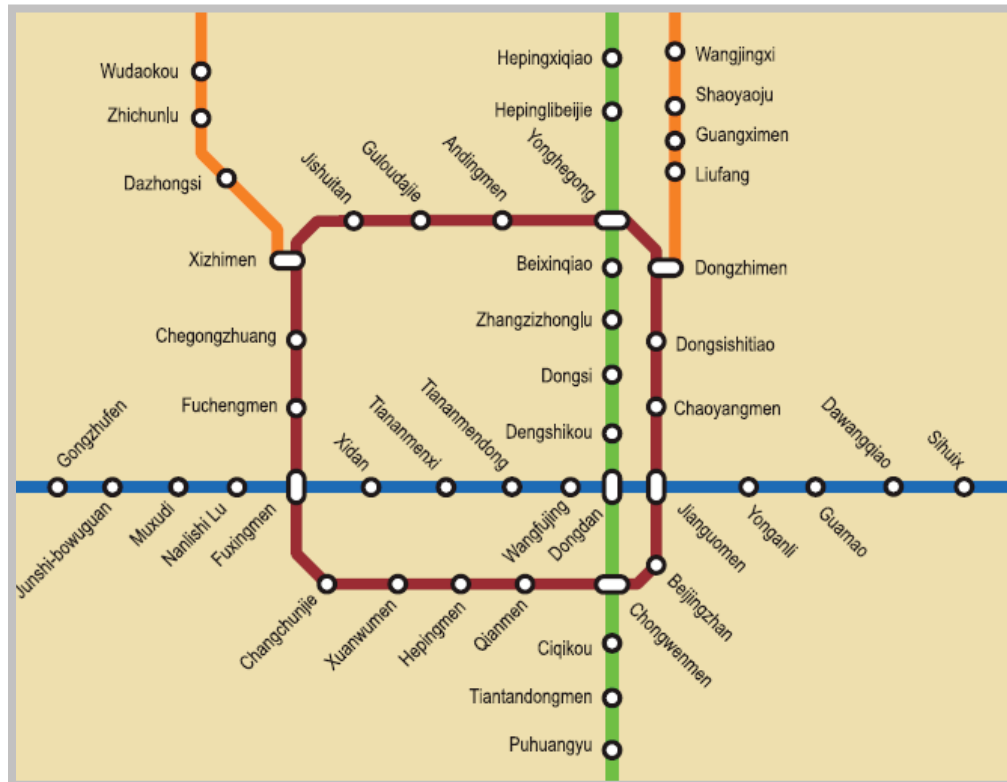 Wudaokou
Zhichunlu
Dazhongsi
Xizhimen
Chegongzhuang
Fuchengmen
Jishuitan
Guloudajie
Andingmen
Yonghegong
Hepingxiqiao
Hepinglibeijie
Wangjingxi
Shaoyaoju
Guangximen
Liufang
Dongzhimen
Beixinqiao
Zhangzizhonglu
Dongsi
Dengshikou
Dongsishitiao
Chaoyangmen
Gongzhufen
Junshi-bowuguan
Muxudi
Nanlishi Lu
Fuxingmen
Xidan
Tiananmenxi
Tiananmendong
Wangfujing
Dongdan
Jianguomen
Yonganli
Guamao
Dawangqiao
Sihuix
Changchunjie
Xuanwumen
Hepingmen
Qianmen
Chongwenmen
Beijingzhan
Ciqikou
Tiantandongmen
Puhuangyu